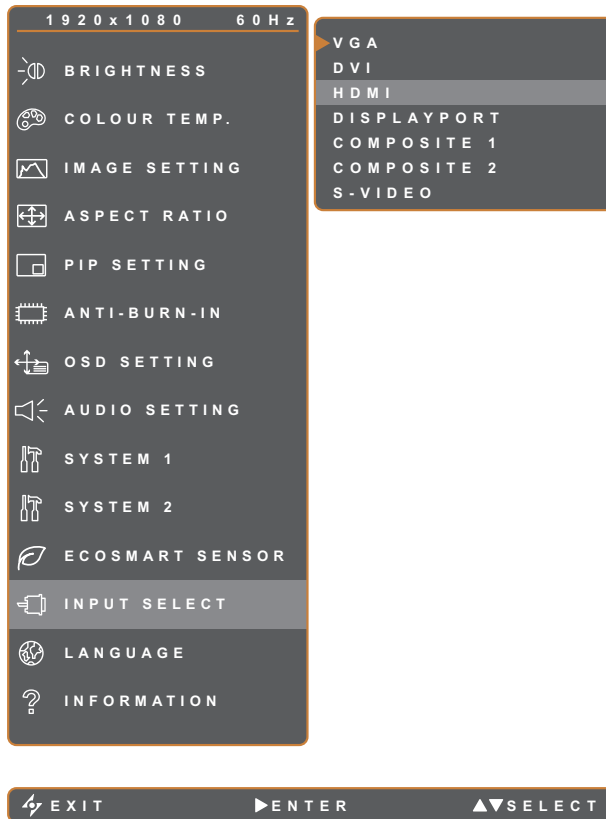 1920x1080 60Hz
BRIGHTNESS
COLOUR TEMP.
IMAGE SETTING
ASPECT RATIO
PIP SETTING
ANTI-BURN-IN
OSD SETTING
AUDIO SETTING
SYSTEM 1
SYSTEM 2
ECOSMART SENSOR
INPUT SELECT
LANGUAGE
INFORMATION
VGA
DVI
HDMI
DISPLAYPORT
COMPOSITE 1
COMPOSITE 2
S-VIDEO
EXIT ENTER SELECT